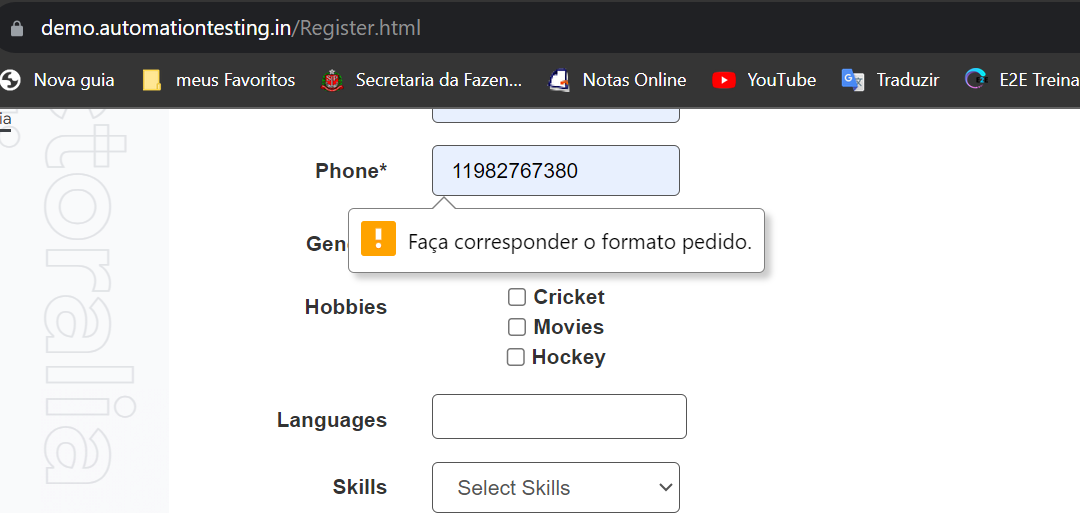 demo.automationtesting.in/Register.html
Nova guia meus Favoritos Secretaria da Fazen... Notas Online YouTube Traduzir E2E Treina
ia
toralia
Phone* 11982767380
Faça corresponder o formato pedido.
Gen
Hobbies
Cricket
Movies
Hockey
Languages
Skills Select Skills